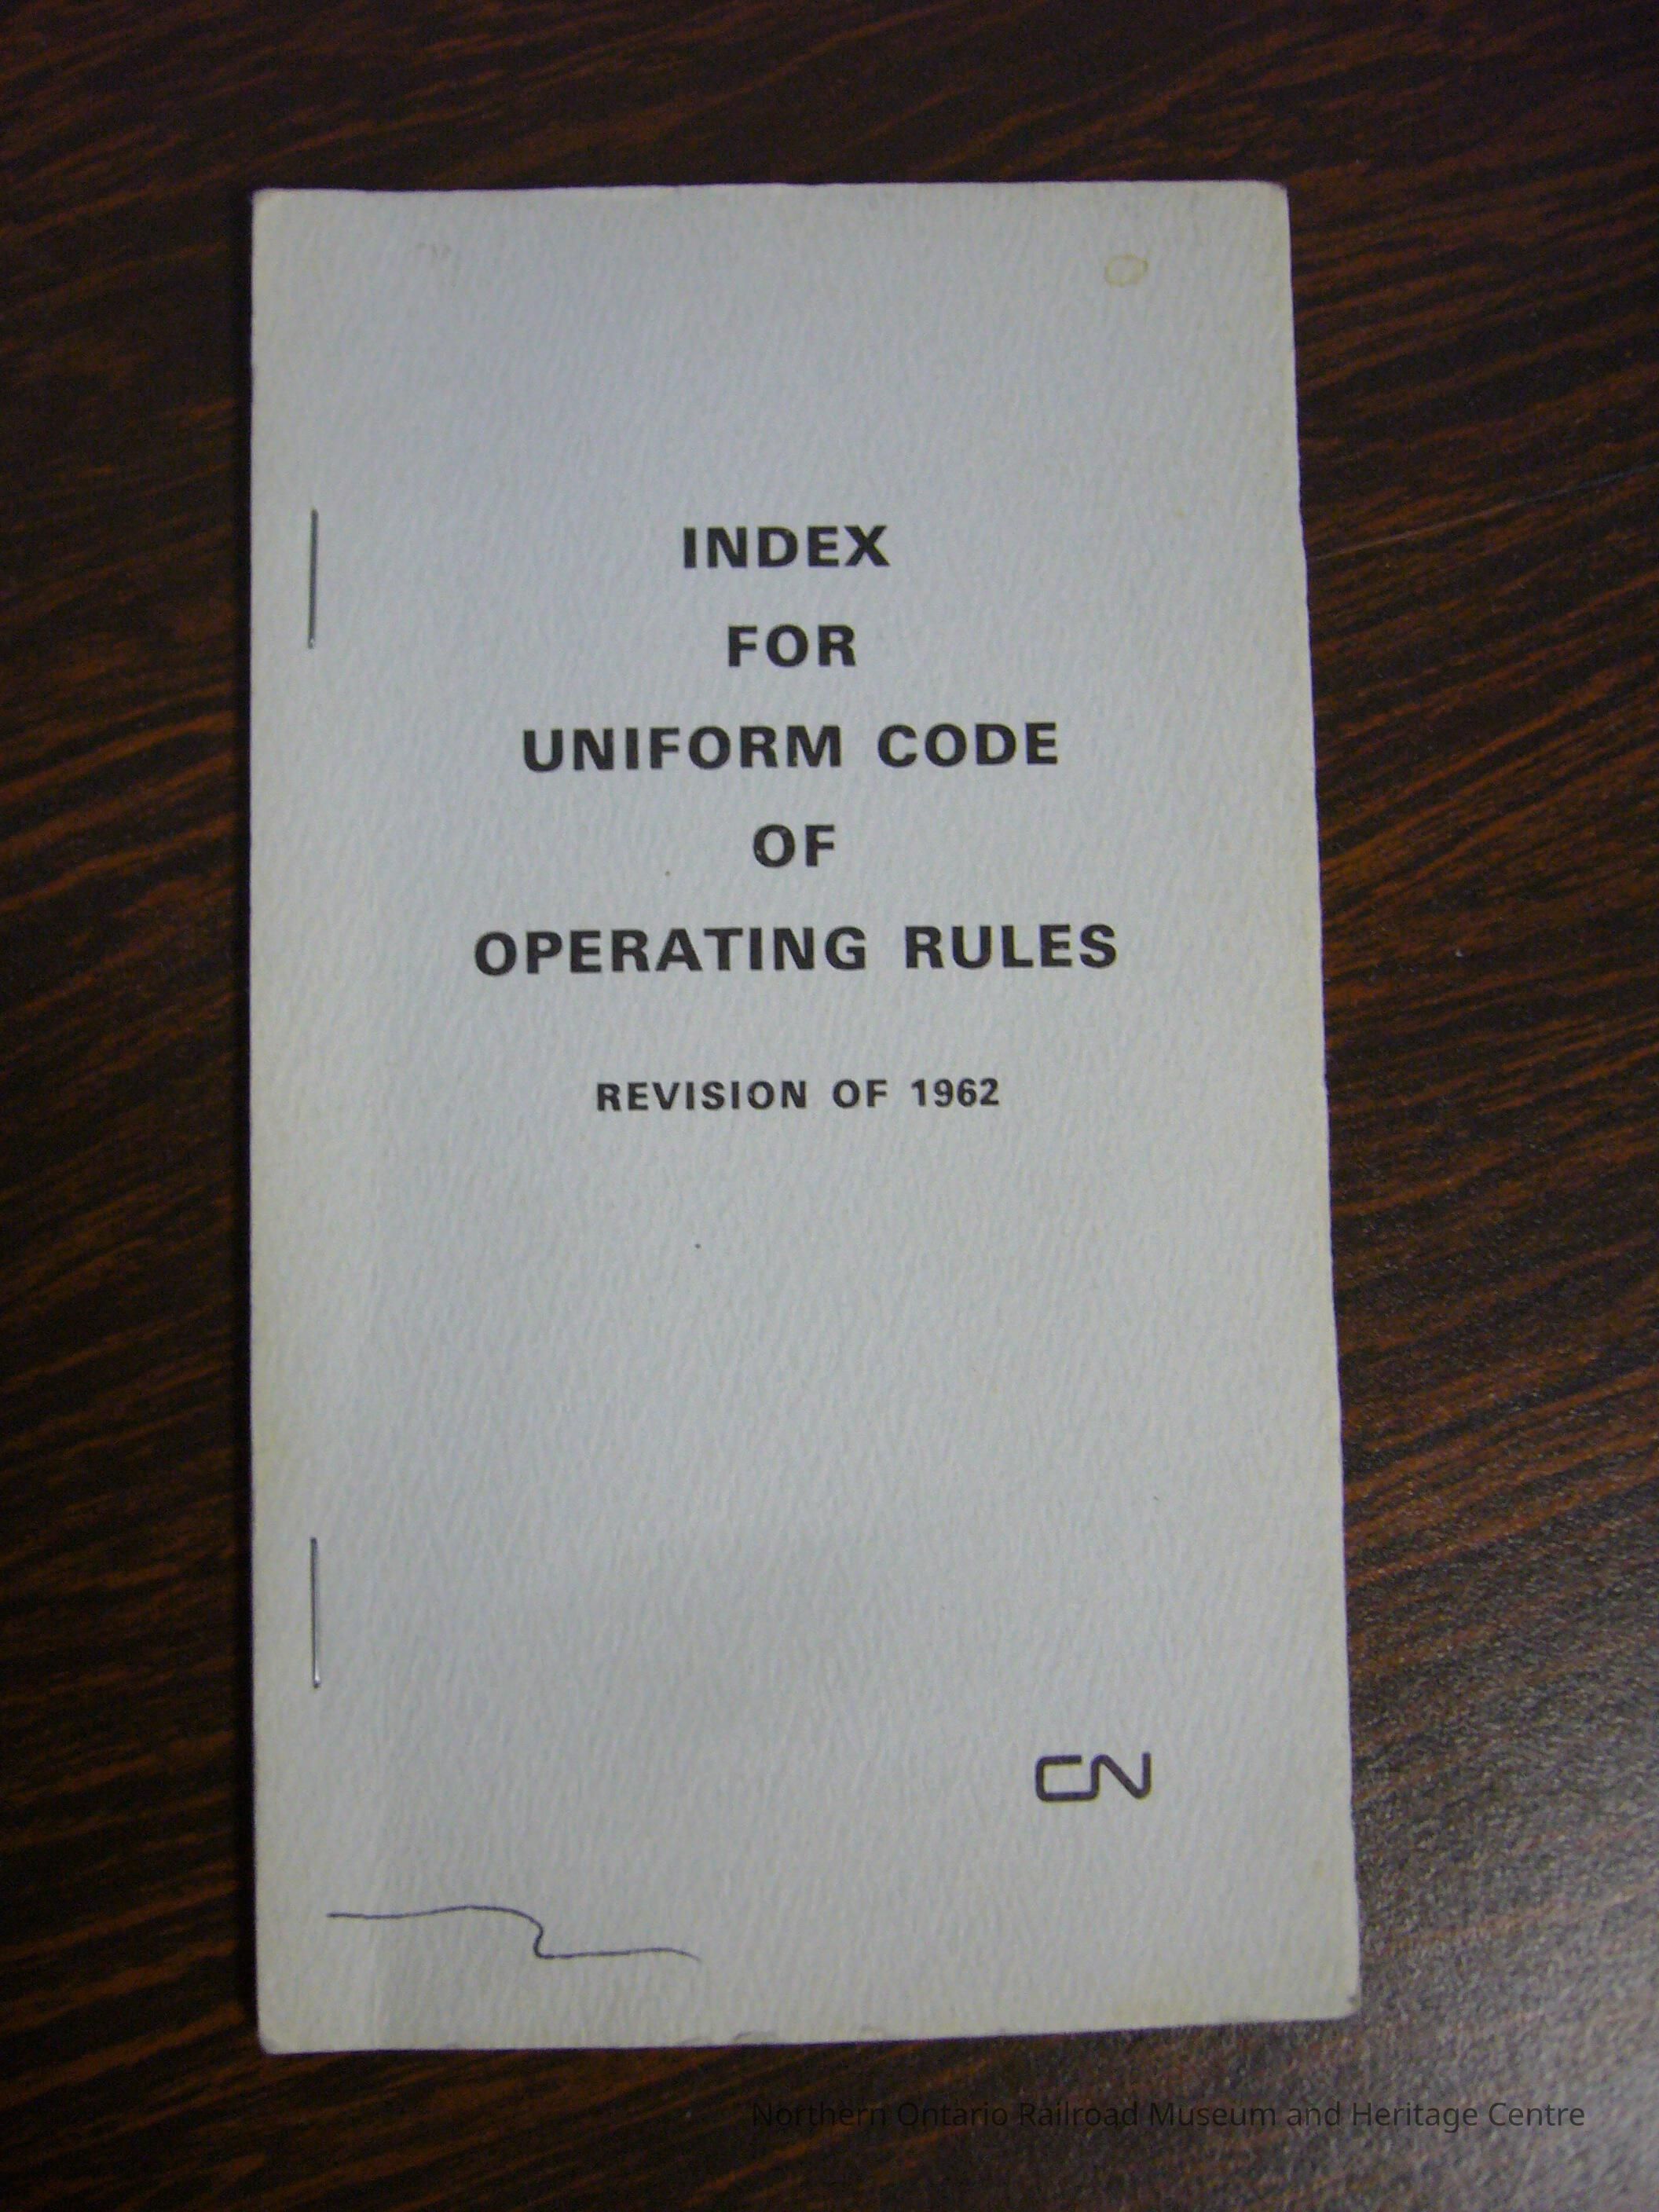 INDEX
FOR
UNIFORM CODE
OF
OPERATING RULES
REVISION OF 1962
CN
Northern Ontario Railroad Museum and Heritage Centre